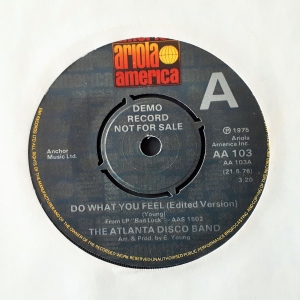 ariola
america
DEMO
RECORD
NOT FOR SALE
A
Anchor
Music Ltd.
℗ 1975
Ariola
America Inc.
AA 103
AA 103A
(21.5.76)
3.20
DO WHAT YOU FEEL (Edited Version)
(Young)
From LP "Bad Luck" - AAS 1502
THE ATLANTA DISCO BAND
Arr. & Prod. by E. Young